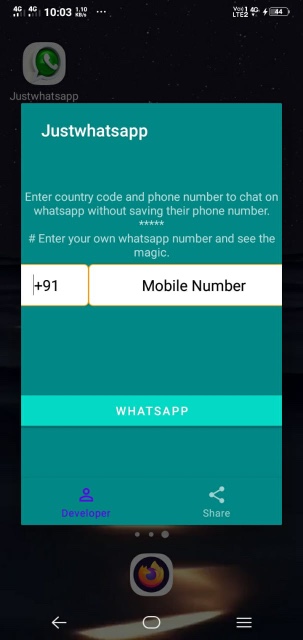 4G 4G 10:03 1.10 KB/s ... Vo1 4G LTE2 44
Justwhatsapp
Justwhatsapp
Enter country code and phone number to chat on
whatsapp without saving their phone number.
*****
# Enter your own whatsapp number and see the
magic.
+91 Mobile Number
WHATSAPP
Developer Share